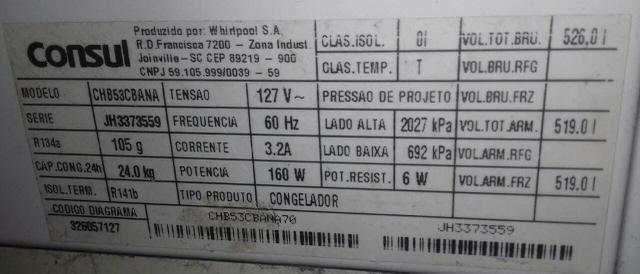 Consul
Produzido por: Whirlpool S.A.
R.D.Francisca 7200 - Zona Indust.
Joinville-SC CEP 89219 - 900
CNPJ 59.105.999/0039 - 59
CLAS.ISOL. 01 VOL.TOT.BRU. 526.0 l
CLAS.TEMP. T VOL.BRU.RFG
MODELO CHB53CBANA TENSAO 127 V~ PRESSAO DE PROJETO VOL.BRU.FRZ
SERIE JH3373559 FREQUENCIA 60 Hz LADO ALTA 2027 kPa VOL.TOT.ARM. 519.0 l
R134a 105 g CORRENTE 3.2A LADO BAIXA 692 kPa VOL.ARM.RFG
CAP.CONG.24h 24.0 kg POTENCIA 160 W POT.RESIST. 6 W VOL.ARM.FRZ 519.0 l
ISOL.TERM. R141b TIPO PRODUTO CONGELADOR
CODIGO DIAGRAMA CHB53CBANA70 JH3373559
326057127